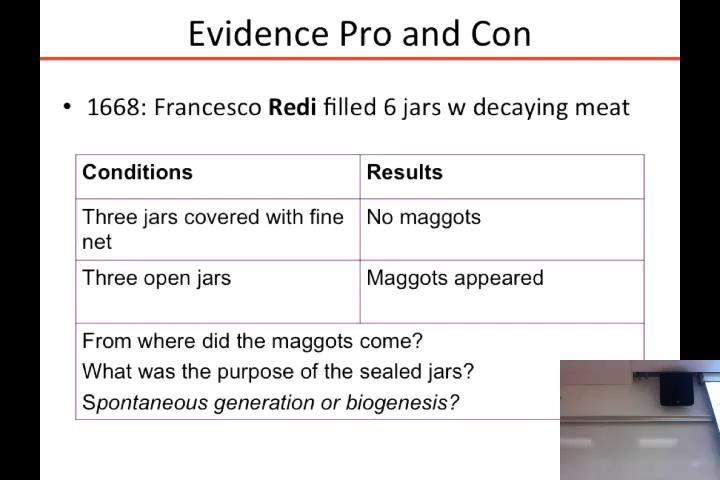 Evidence Pro and Con
• 1668: Francesco Redi filled 6 jars w decaying meat
Conditions
Results
Three jars covered with fine
net
No maggots
Three open jars
Maggots appeared
From where did the maggots come?
What was the purpose of the sealed jars?
Spontaneous generation or biogenesis?